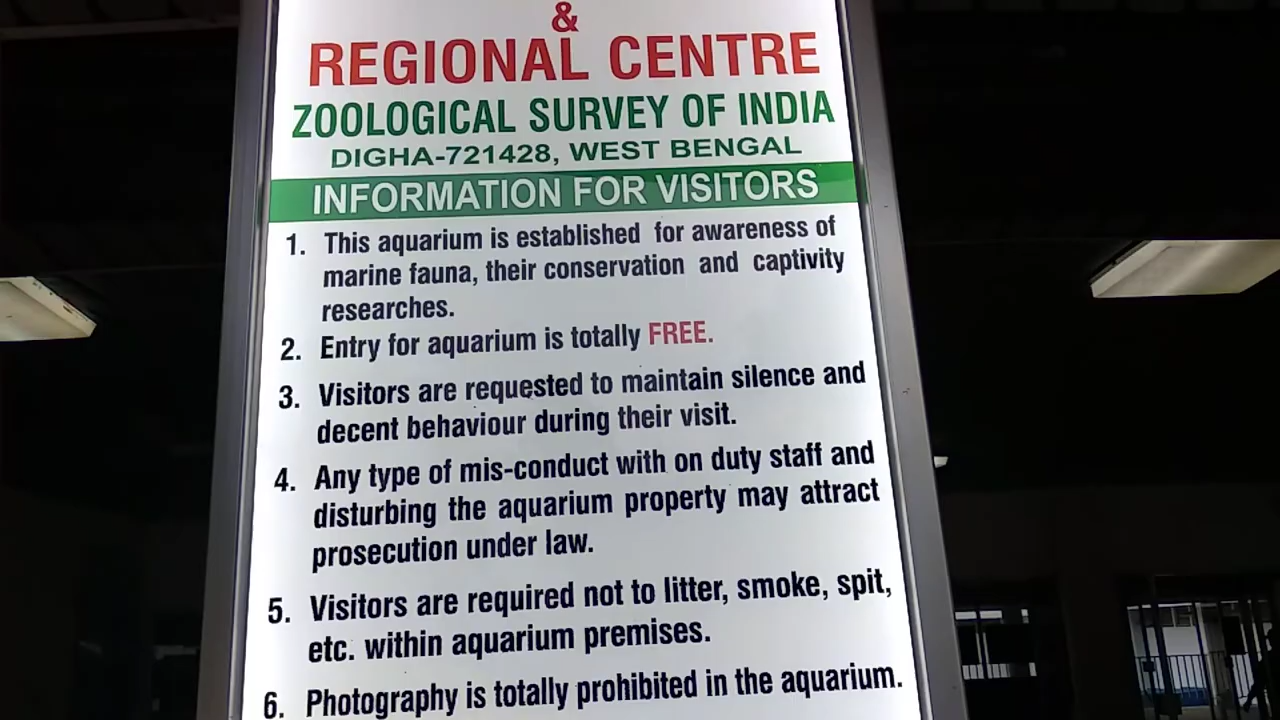 &
REGIONAL CENTRE
ZOOLOGICAL SURVEY OF INDIA
DIGHA-721428, WEST BENGAL
INFORMATION FOR VISITORS
1. This aquarium is established for awareness of
marine fauna, their conservation and captivity
researches.
2. Entry for aquarium is totally FREE.
3. Visitors are requested to maintain silence and
decent behaviour during their visit.
4. Any type of mis-conduct with on duty staff and
disturbing the aquarium property may attract
prosecution under law.
5. Visitors are required not to litter, smoke, spit,
etc. within aquarium premises.
6. Photography is totally prohibited in the aquarium.